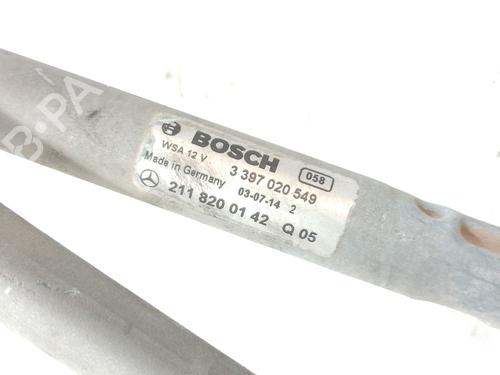 BOSCH
WSA 12 V 3 397 020 549 058
Made in Germany 03-07-14 2
211 820 01 42 Q 05